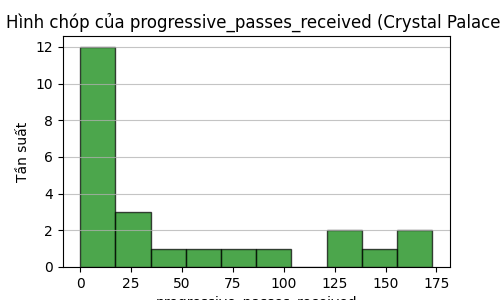 Hình chóp của progressive_passes_received (Crystal Palace
12
10
8
6
4
2
0
Tần suất
0 25 50 75 100 125 150 175
progressive_passes_received